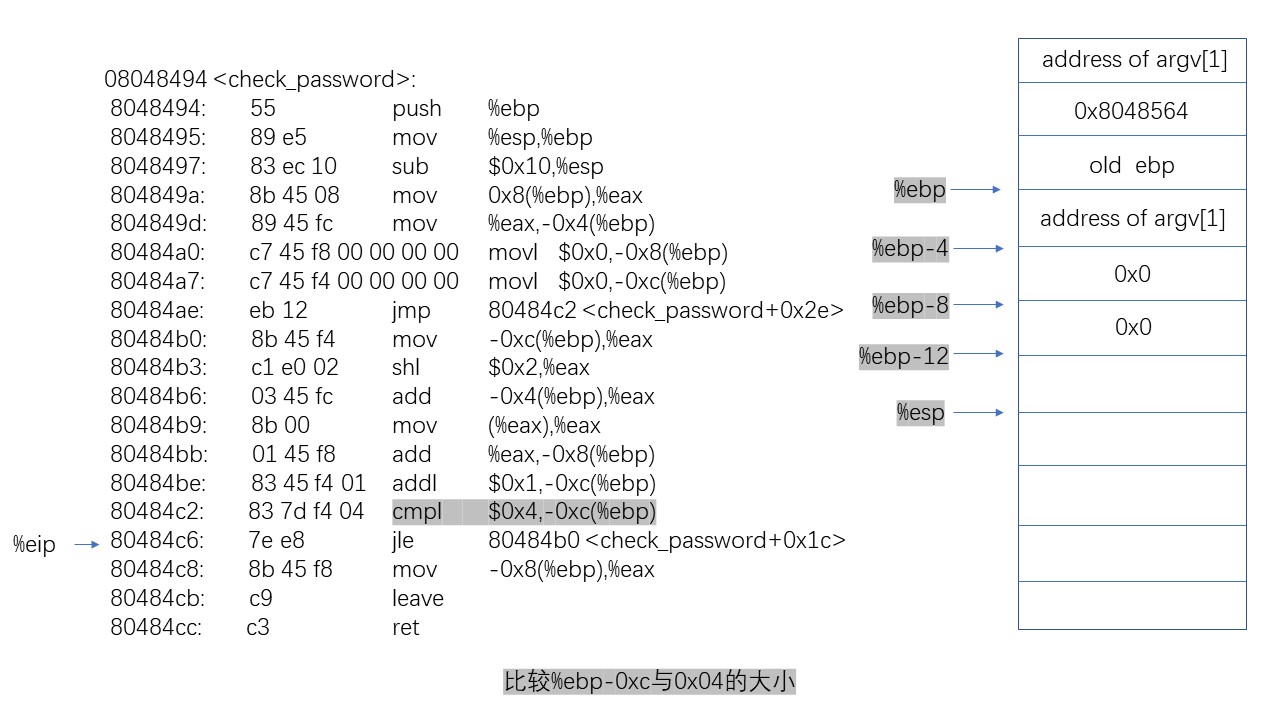 08048494 <check_password>:
8048494: 55 push %ebp
8048495: 89 e5 mov %esp,%ebp
8048497: 83 ec 10 sub $0x10,%esp
804849a: 8b 45 08 mov 0x8(%ebp),%eax
804849d: 89 45 fc mov %eax,-0x4(%ebp)
80484a0: c7 45 f8 00 00 00 00 movl $0x0,-0x8(%ebp)
80484a7: c7 45 f4 00 00 00 00 movl $0x0,-0xc(%ebp)
80484ae: eb 12 jmp 80484c2 <check_password+0x2e>
80484b0: 8b 45 f4 mov -0xc(%ebp),%eax
80484b3: c1 e0 02 shl $0x2,%eax
80484b6: 03 45 fc add -0x4(%ebp),%eax
80484b9: 8b 00 mov (%eax),%eax
80484bb: 01 45 f8 add %eax,-0x8(%ebp)
80484be: 83 45 f4 01 addl $0x1,-0xc(%ebp)
80484c2: 83 7d f4 04 cmpl $0x4,-0xc(%ebp)
%eip 80484c6: 7e e8 jle 80484b0 <check_password+0x1c>
80484c8: 8b 45 f8 mov -0x8(%ebp),%eax
80484cb: c9 leave
80484cc: c3 ret
address of argv[1]
0x8048564
old ebp
%ebp
address of argv[1]
%ebp-4
0x0
%ebp-8
0x0
%ebp-12
%esp
比较%ebp-0xc与0x04的大小